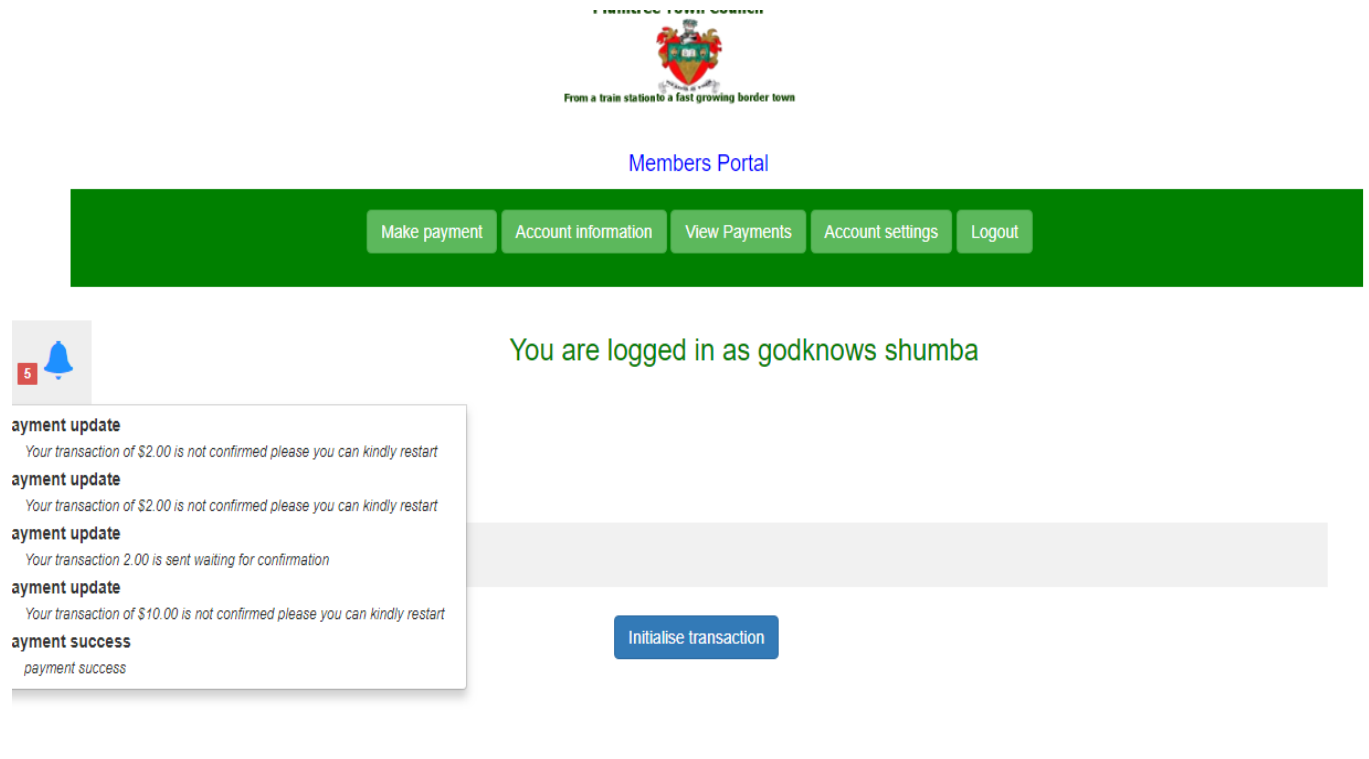 Town Council
From a train stationto a fast growing border town
Members Portal
Make payment Account information View Payments Account settings Logout
5
You are logged in as godknows shumba
ayment update
Your transaction of $2.00 is not confirmed please you can kindly restart
ayment update
Your transaction of $2.00 is not confirmed please you can kindly restart
ayment update
Your transaction 2.00 is sent waiting for confirmation
ayment update
Your transaction of $10.00 is not confirmed please you can kindly restart
ayment success
payment success
Initialise transaction